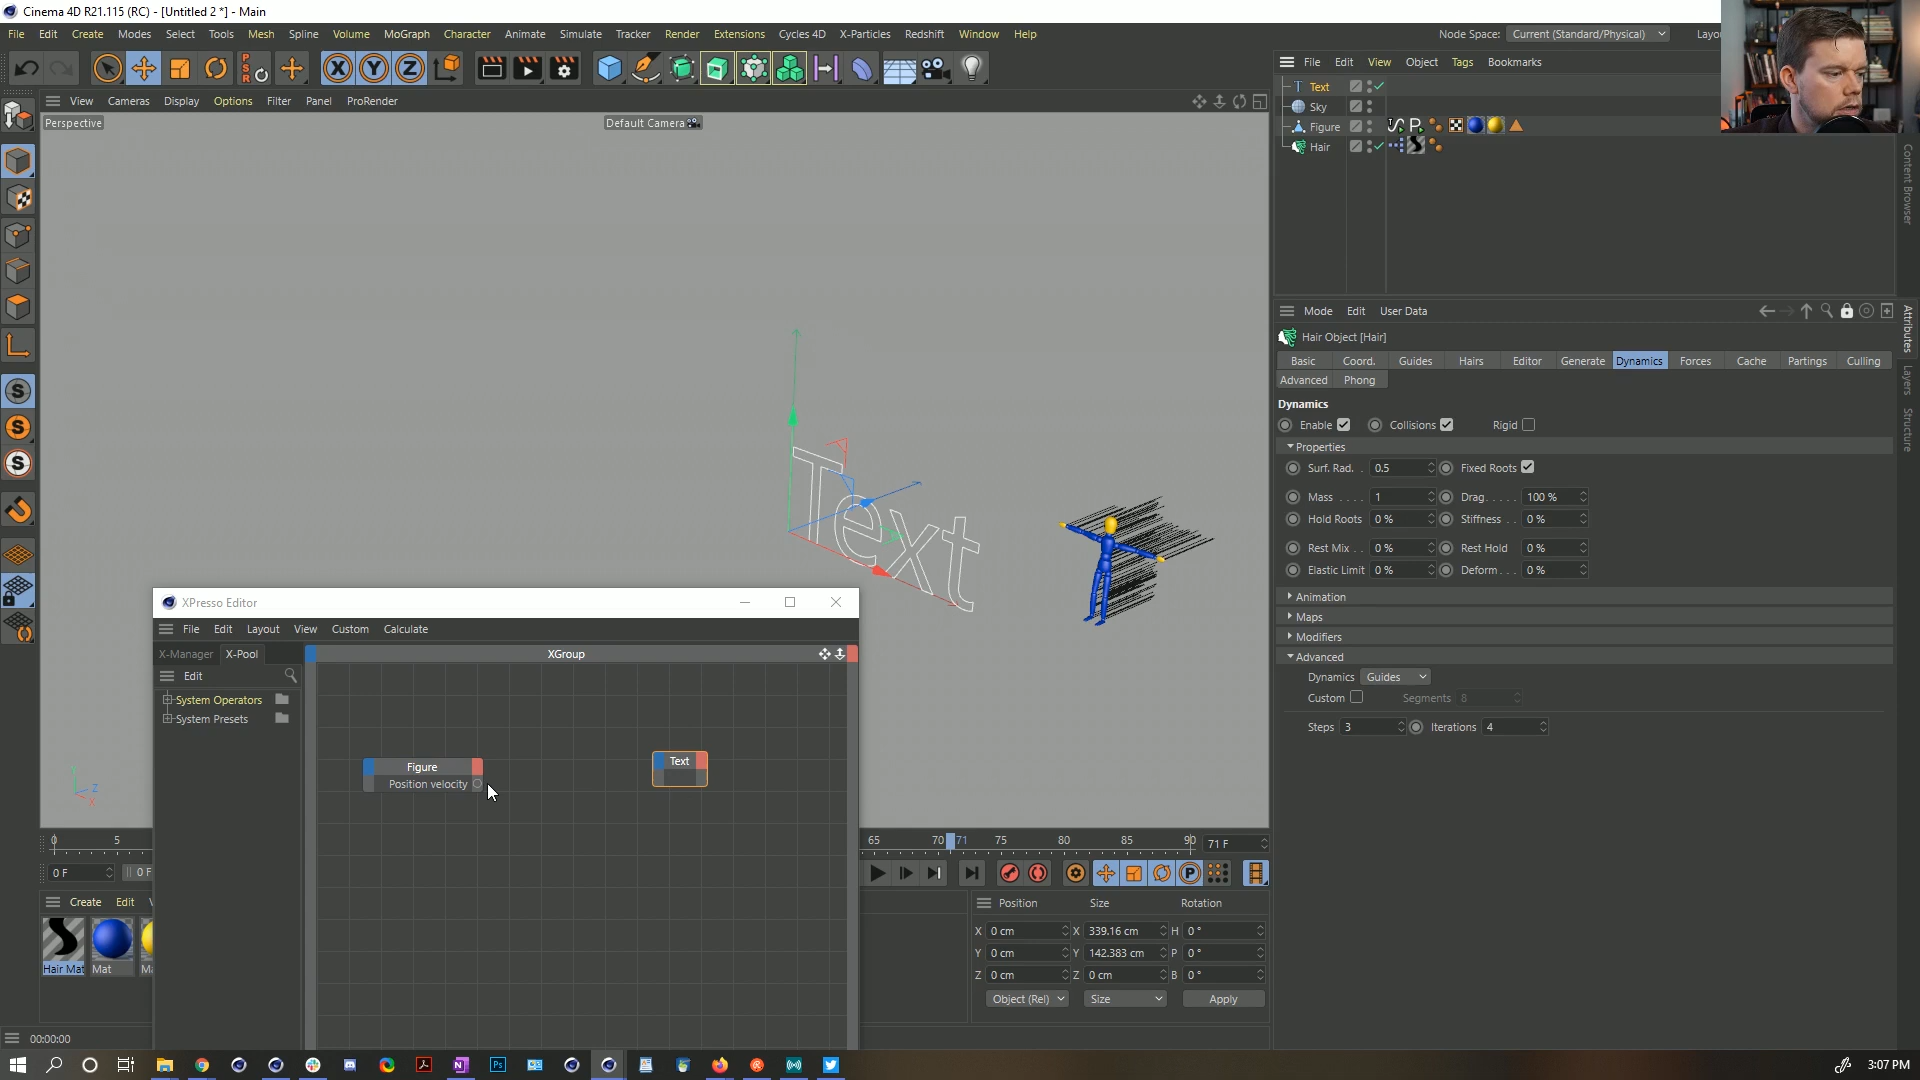 Cinema 4D R21.115 (RC) - [Untitled 2 *] - Main
File Edit Create Modes Select Tools Mesh Spline Volume MoGraph Character Animate Simulate Tracker Render Extensions Cycles 4D X-Particles Redshift Window Help
Node Space: Current (Standard/Physical) Layou
File Edit View Object Tags Bookmarks
View Cameras Display Options Filter Panel ProRender
Perspective
Default Camera
Text
Sky
Figure
Hair
Content Browser
Mode Edit User Data
Attributes
Layers
Structure
Hair Object [Hair]
Basic Coord. Guides Hairs Editor Generate Dynamics Forces Cache Partings Culling
Advanced Phong
Dynamics
Enable Collisions Rigid
Properties
Surf. Rad. . 0.5 Fixed Roots
Mass . . . . 1 Drag. . . . . 100 %
Hold Roots 0 % Stiffness . . 0 %
Rest Mix . . 0 % Rest Hold 0 %
Elastic Limit 0 % Deform. . . 0 %
Animation
Maps
Modifiers
Advanced
Dynamics Guides
Custom Segments 8
Steps 3 Iterations 4
Text
XPresso Editor
File Edit Layout View Custom Calculate
X-Manager X-Pool
XGroup
Edit
System Operators
System Presets
Figure
Position velocity
Text
0 5 65 70 71 75 80 85 90 71 F
0 F 0 F
Create Edit V
Hair Mat Mat Ma
Position Size Rotation
X 0 cm X 339.16 cm H 0 °
Y 0 cm Y 142.383 cm P 0 °
Z 0 cm Z 0 cm B 0 °
Object (Rel) Size Apply
00:00:00
3:07 PM